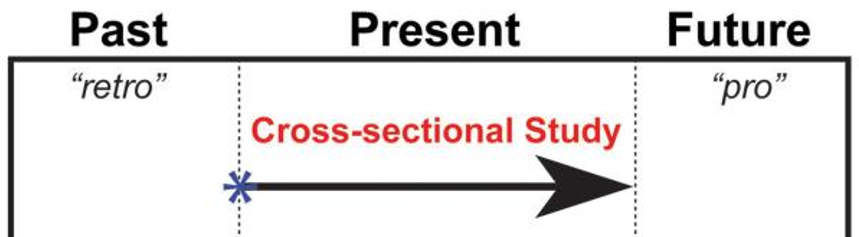 Past Present Future
“retro” “pro”
Cross-sectional Study
*